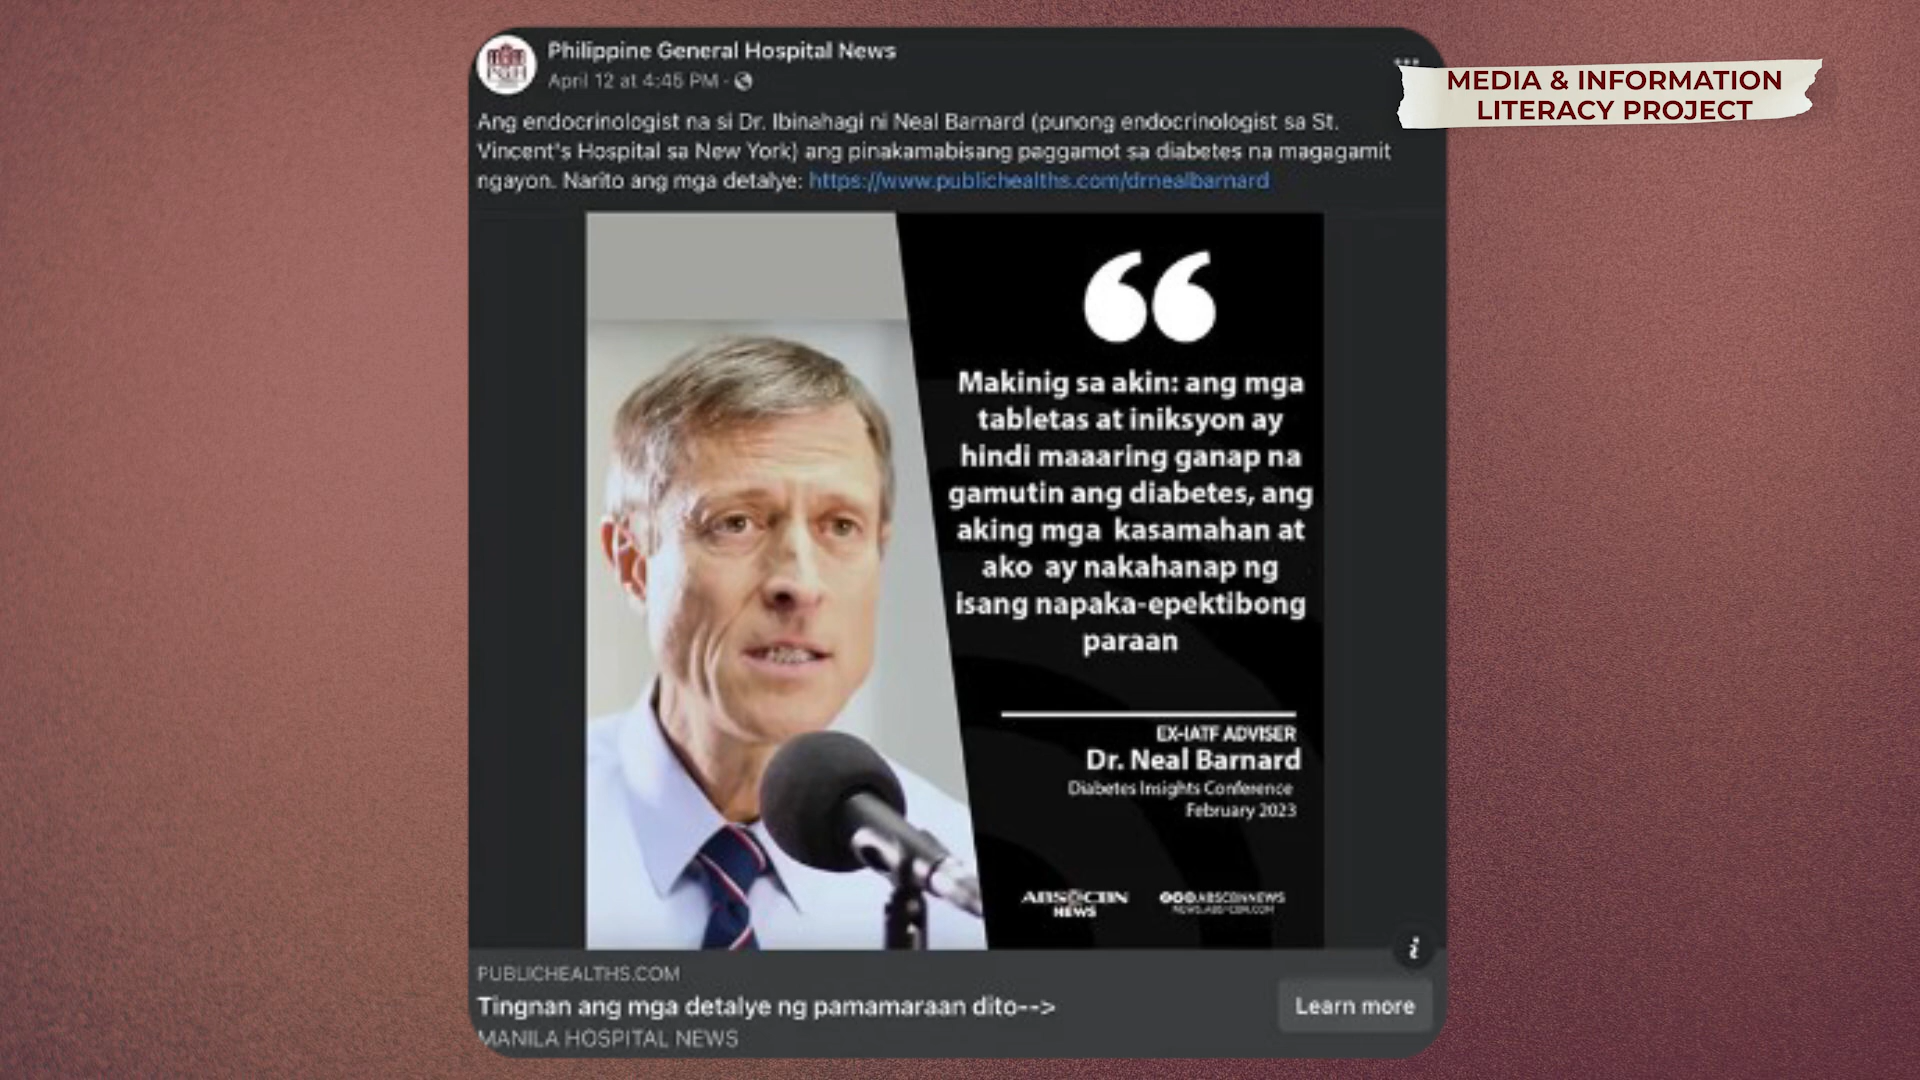 Philippine General Hospital News
April 12 at 4:45 PM ·
MEDIA & INFORMATION
LITERACY PROJECT
Ang endocrinologist na si Dr. Ibinahagi ni Neal Barnard (punong endocrinologist sa St.
Vincent's Hospital sa New York) ang pinakamabisang paggamot sa diabetes na magagamit
ngayon. Narito ang mga detalye: https://www.publichealths.com/drnealbarnard
“
Makinig sa akin: ang mga
tabletas at iniksyon ay
hindi maaaring ganap na
gamutin ang diabetes, ang
aking mga kasamahan at
ako ay nakahanap ng
isang napaka-epektibong
paraan
EX-IATF ADVISER
Dr. Neal Barnard
Diabetes Insights Conference
February 2023
ABS-CBN
NEWS
ABSCBNNEWS
NEWS.ABS-CBN.COM
PUBLICHEALTHS.COM
Tingnan ang mga detalye ng pamamaraan dito-->
Learn more
MANILA HOSPITAL NEWS